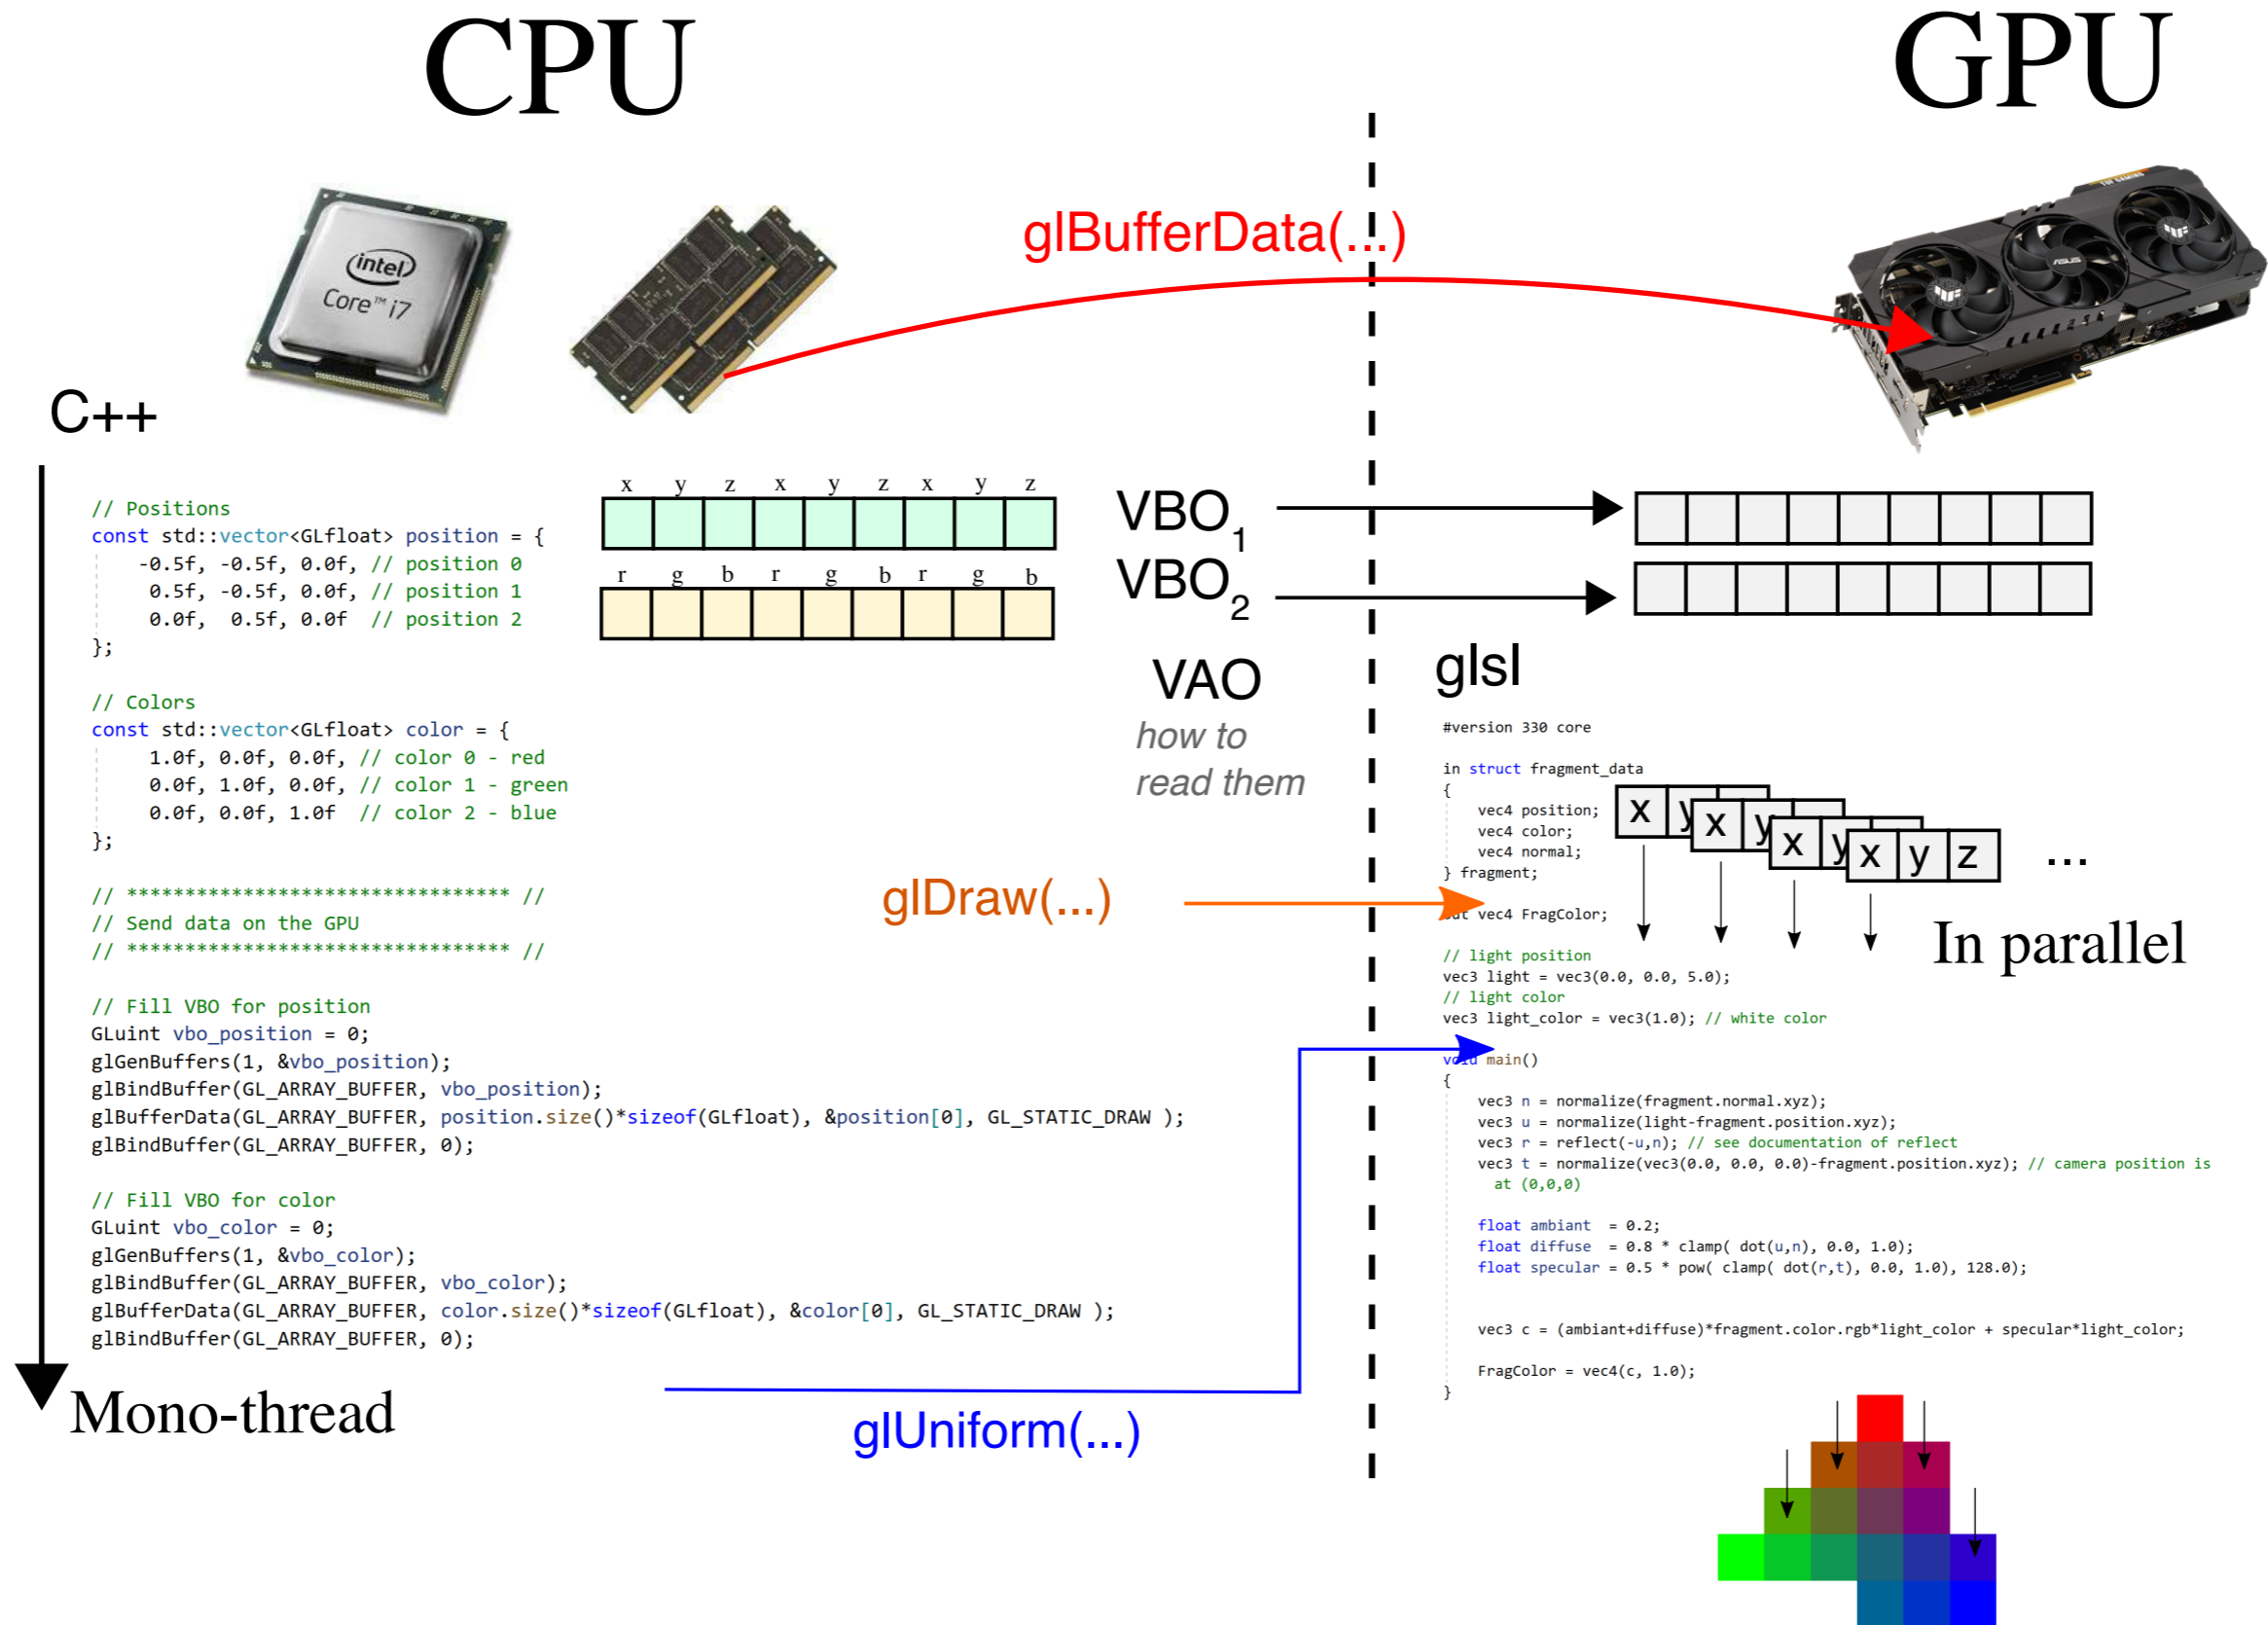 CPU
GPU
glBufferData(...)
intel
Core™ i7
TUF GAMING
ASUS
C++
// Positions
const std::vector<GLfloat> position = {
-0.5f, -0.5f, 0.0f, // position 0
0.5f, -0.5f, 0.0f, // position 1
0.0f, 0.5f, 0.0f // position 2
};
// Colors
const std::vector<GLfloat> color = {
1.0f, 0.0f, 0.0f, // color 0 - red
0.0f, 1.0f, 0.0f, // color 1 - green
0.0f, 0.0f, 1.0f // color 2 - blue
};
// ********************************* //
// Send data on the GPU
// ********************************* //
// Fill VBO for position
GLuint vbo_position = 0;
glGenBuffers(1, &vbo_position);
glBindBuffer(GL_ARRAY_BUFFER, vbo_position);
glBufferData(GL_ARRAY_BUFFER, position.size()*sizeof(GLfloat), &position[0], GL_STATIC_DRAW );
glBindBuffer(GL_ARRAY_BUFFER, 0);
// Fill VBO for color
GLuint vbo_color = 0;
glGenBuffers(1, &vbo_color);
glBindBuffer(GL_ARRAY_BUFFER, vbo_color);
glBufferData(GL_ARRAY_BUFFER, color.size()*sizeof(GLfloat), &color[0], GL_STATIC_DRAW );
glBindBuffer(GL_ARRAY_BUFFER, 0);
Mono-thread
x y z x y z x y z
r g b r g b r g b
VBO1
VBO2
VAO
how to
read them
glDraw(...)
glUniform(...)
glsl
#version 330 core
in struct fragment_data
{
vec4 position;
vec4 color;
vec4 normal;
} fragment;
out vec4 FragColor;
// light position
vec3 light = vec3(0.0, 0.0, 5.0);
// light color
vec3 light_color = vec3(1.0); // white color
void main()
{
vec3 n = normalize(fragment.normal.xyz);
vec3 u = normalize(light-fragment.position.xyz);
vec3 r = reflect(-u,n); // see documentation of reflect
vec3 t = normalize(vec3(0.0, 0.0, 0.0)-fragment.position.xyz); // camera position is
at (0,0,0)
float ambiant = 0.2;
float diffuse = 0.8 * clamp( dot(u,n), 0.0, 1.0);
float specular = 0.5 * pow( clamp( dot(r,t), 0.0, 1.0), 128.0);
vec3 c = (ambiant+diffuse)*fragment.color.rgb*light_color + specular*light_color;
FragColor = vec4(c, 1.0);
}
x y
x y
x y
x y z
...
In parallel